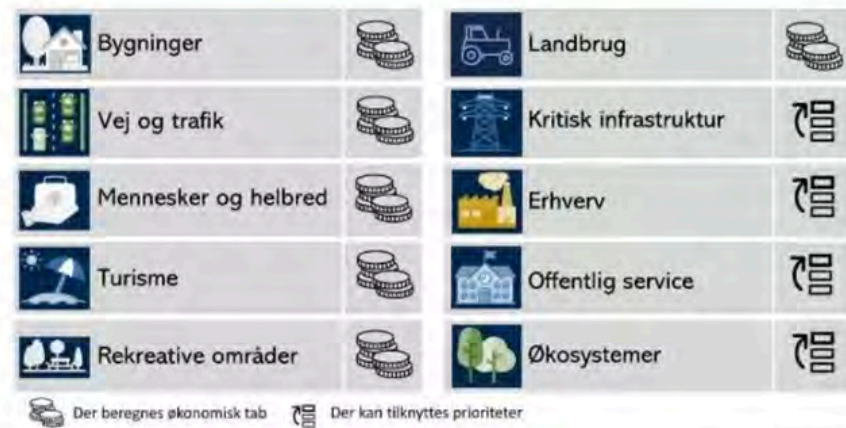 Bygninger
Vej og trafik
Mennesker og helbred
Turisme
Rekreative områder
Landbrug
Kritisk infrastruktur
Erhverv
Offentlig service
Økosystemer
Der beregnes økonomisk tab
Der kan tilknyttes prioriteter